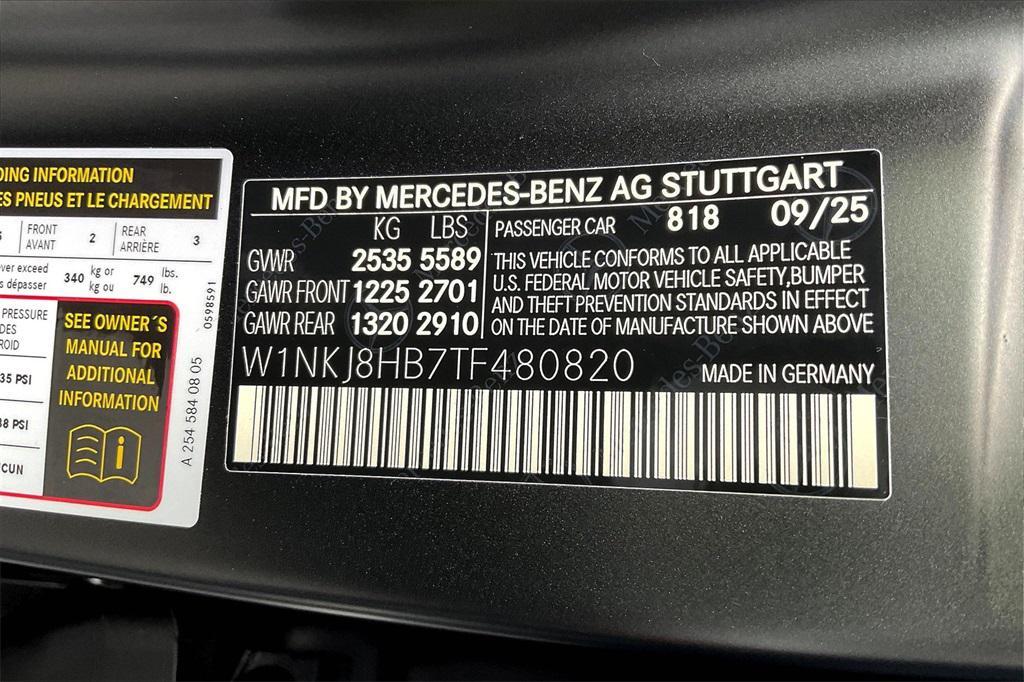 DING INFORMATION
ES PNEUS ET LE CHARGEMENT
FRONT
AVANT
2
REAR
ARRIÈRE
3
ver exceed
s dépasser
340
kg or
kg ou
749
lbs.
lb.
PRESSURE
DES
ROID
35 PSI
38 PSI
CUN
SEE OWNER´S
MANUAL FOR
ADDITIONAL
INFORMATION
0598591
A 254 584 08 05
MFD BY MERCEDES-BENZ AG STUTTGART
KG LBS
GVWR 2535 5589
GAWR FRONT 1225 2701
GAWR REAR 1320 2910
PASSENGER CAR 818 09/25
THIS VEHICLE CONFORMS TO ALL APPLICABLE
U.S. FEDERAL MOTOR VEHICLE SAFETY,BUMPER
AND THEFT PREVENTION STANDARDS IN EFFECT
ON THE DATE OF MANUFACTURE SHOWN ABOVE
W1NKJ8HB7TF480820
MADE IN GERMANY